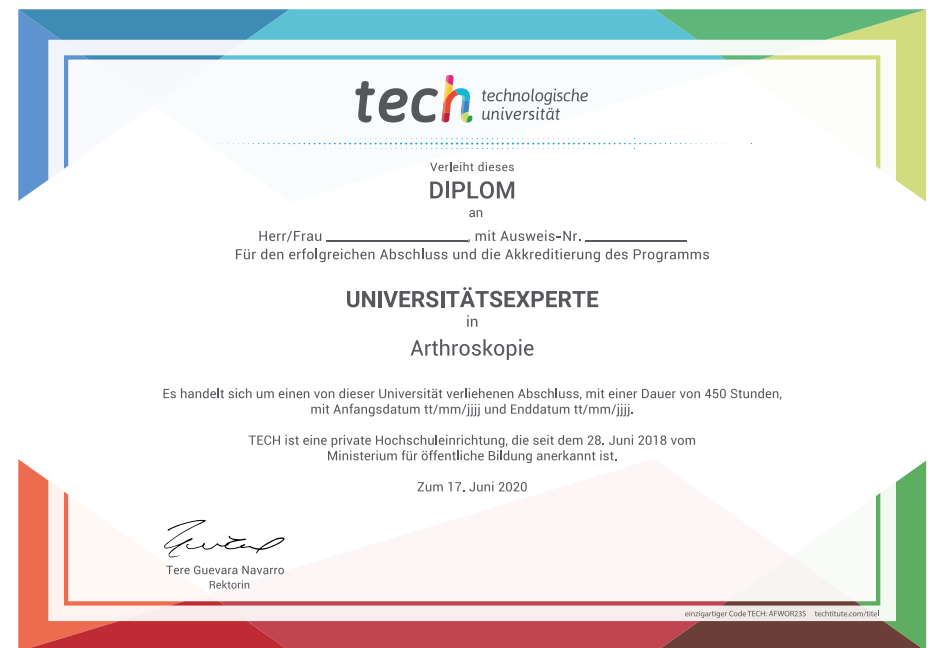 tech technologische
universität
Verleiht dieses
DIPLOM
an
Herr/Frau ____________, mit Ausweis-Nr. ____________
Für den erfolgreichen Abschluss und die Akkreditierung des Programms
UNIVERSITÄTSEXPERTE
in
Arthroskopie
Es handelt sich um einen von dieser Universität verliehenen Abschluss, mit einer Dauer von 450 Stunden,
mit Anfangsdatum tt/mm/jjjj und Enddatum tt/mm/jjjj.
TECH ist eine private Hochschuleinrichtung, die seit dem 28. Juni 2018 vom
Ministerium für öffentliche Bildung anerkannt ist.
Zum 17. Juni 2020
Tere Guevara Navarro
Rektorin
einzigartiger Code TECH: AFWOR23S techtitute.com/titel